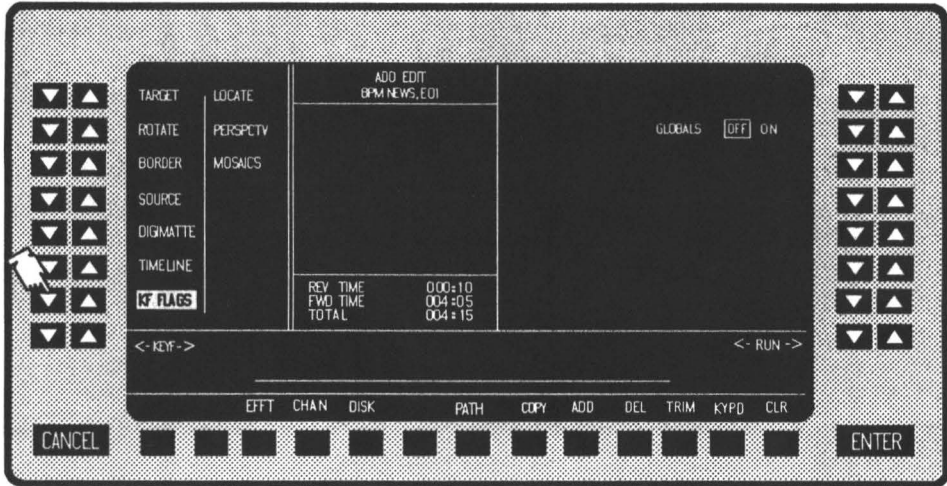 TARGET LOCATE
ROTATE PERSPCTV
BORDER MOSAICS
SOURCE
DIGIMATTE
TIMELINE
KF FLAGS
ADO EDIT
6PM NEWS, E01
REV TIME 000:10
FWD TIME 004:05
TOTAL 004:15
GLOBALS OFF ON
<-KEYF-> <- RUN ->
EFFT CHAN DISK PATH COPY ADD DEL TRIM KYPD CLR
CANCEL ENTER